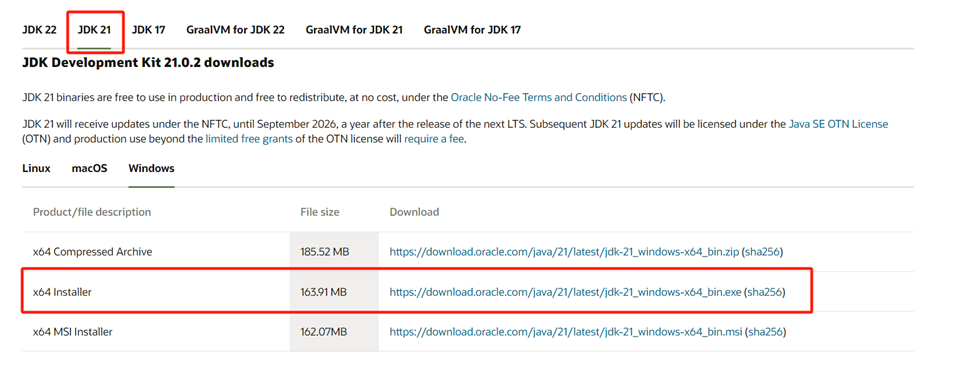 JDK 22 JDK 21 JDK 17 GraalVM for JDK 22 GraalVM for JDK 21 GraalVM for JDK 17
JDK Development Kit 21.0.2 downloads
JDK 21 binaries are free to use in production and free to redistribute, at no cost, under the Oracle No-Fee Terms and Conditions (NFTC).
JDK 21 will receive updates under the NFTC, until September 2026, a year after the release of the next LTS. Subsequent JDK 21 updates will be licensed under the Java SE OTN License
(OTN) and production use beyond the limited free grants of the OTN license will require a fee.
Linux macOS Windows
Product/file description File size Download
x64 Compressed Archive 185.52 MB https://download.oracle.com/java/21/latest/jdk-21_windows-x64_bin.zip (sha256)
x64 Installer 163.91 MB https://download.oracle.com/java/21/latest/jdk-21_windows-x64_bin.exe (sha256)
x64 MSI Installer 162.07MB https://download.oracle.com/java/21/latest/jdk-21_windows-x64_bin.msi (sha256)